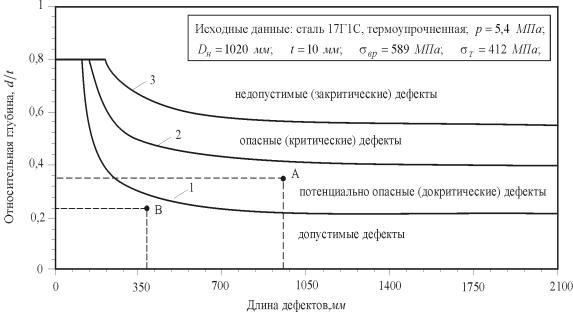 Исходные данные: сталь 17Г1С, термоупрочненная; p = 5,4 МПа;
Dн = 1020 мм; t = 10 мм; σвр = 589 МПа; σТ = 412 МПа;
Относительная глубина, d/t
1
0,8
0,6
0,4
0,2
0
3
недопустимые (закритические) дефекты
2
опасные (критические) дефекты
A
1
потенциально опасные (докритические) дефекты
B
допустимые дефекты
0
350
700
1050
1400
1750
2100
Длина дефектов,мм